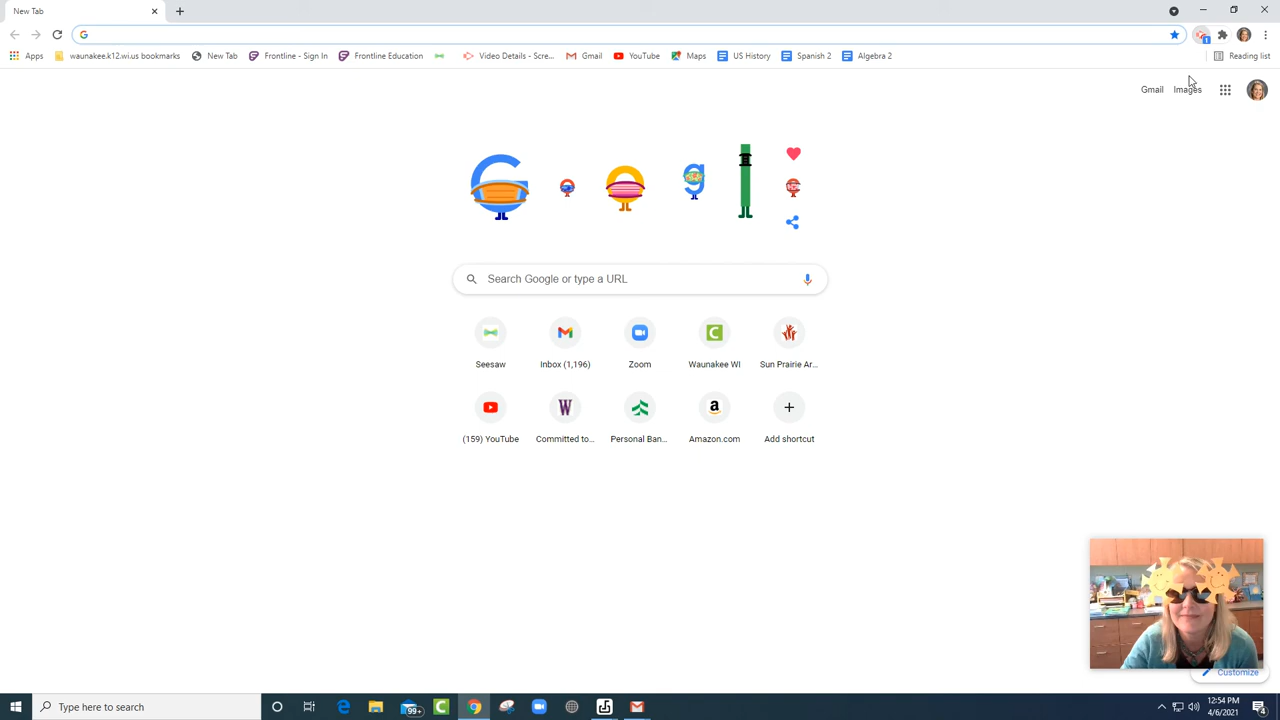 New Tab
Apps waunakee.k12.wi.us bookmarks New Tab Frontline - Sign In Frontline Education Video Details - Scre... Gmail YouTube Maps US History Spanish 2 Algebra 2 Reading list
Gmail Images
Search Google or type a URL
Seesaw Inbox (1,196) Zoom Waunakee WI Sun Prairie Ar...
(159) YouTube Committed to... Personal Ban... Amazon.com Add shortcut
Customize
Type here to search 99+ 12:54 PM
4/6/2021 4